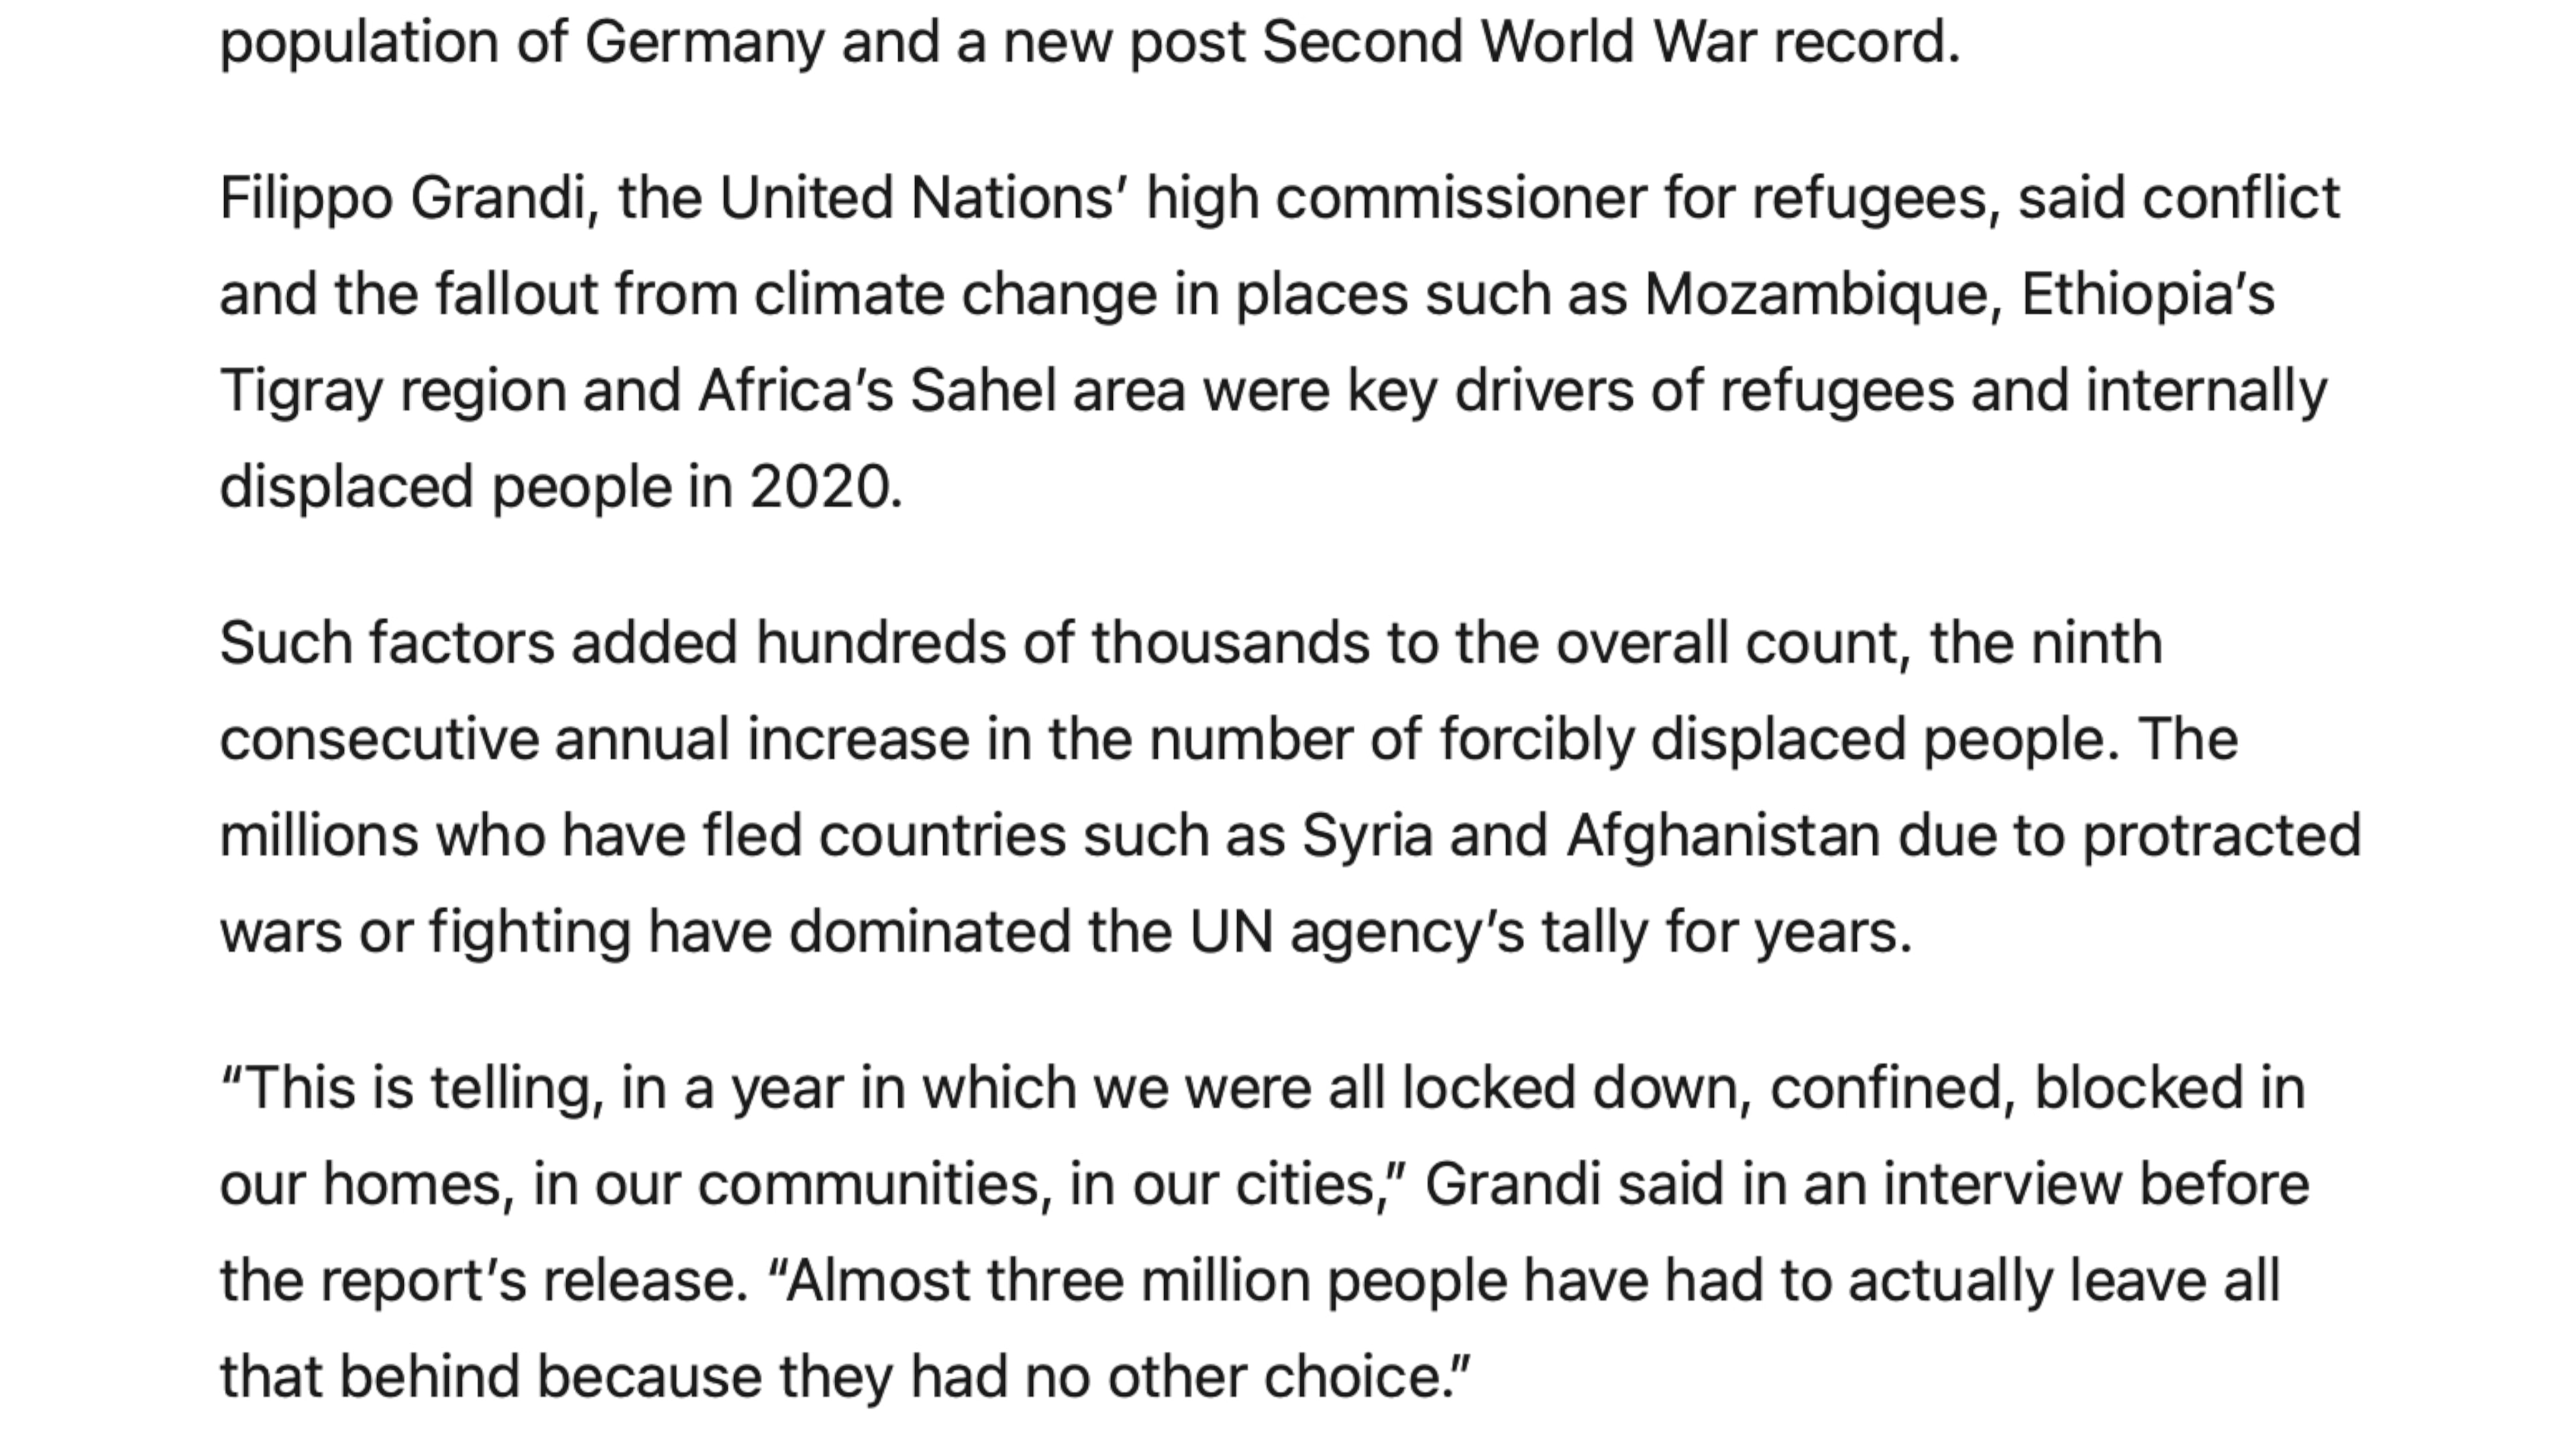 population of Germany and a new post Second World War record.
Filippo Grandi, the United Nations’ high commissioner for refugees, said conflict
and the fallout from climate change in places such as Mozambique, Ethiopia’s
Tigray region and Africa’s Sahel area were key drivers of refugees and internally
displaced people in 2020.
Such factors added hundreds of thousands to the overall count, the ninth
consecutive annual increase in the number of forcibly displaced people. The
millions who have fled countries such as Syria and Afghanistan due to protracted
wars or fighting have dominated the UN agency’s tally for years.
“This is telling, in a year in which we were all locked down, confined, blocked in
our homes, in our communities, in our cities,” Grandi said in an interview before
the report’s release. “Almost three million people have had to actually leave all
that behind because they had no other choice.”